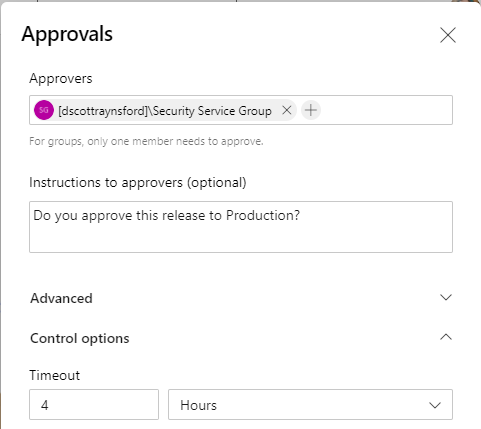 Approvals
Approvers
SG [dscottraynsford]\Security Service Group
For groups, only one member needs to approve.
Instructions to approvers (optional)
Do you approve this release to Production?
Advanced
Control options
Timeout
4 Hours